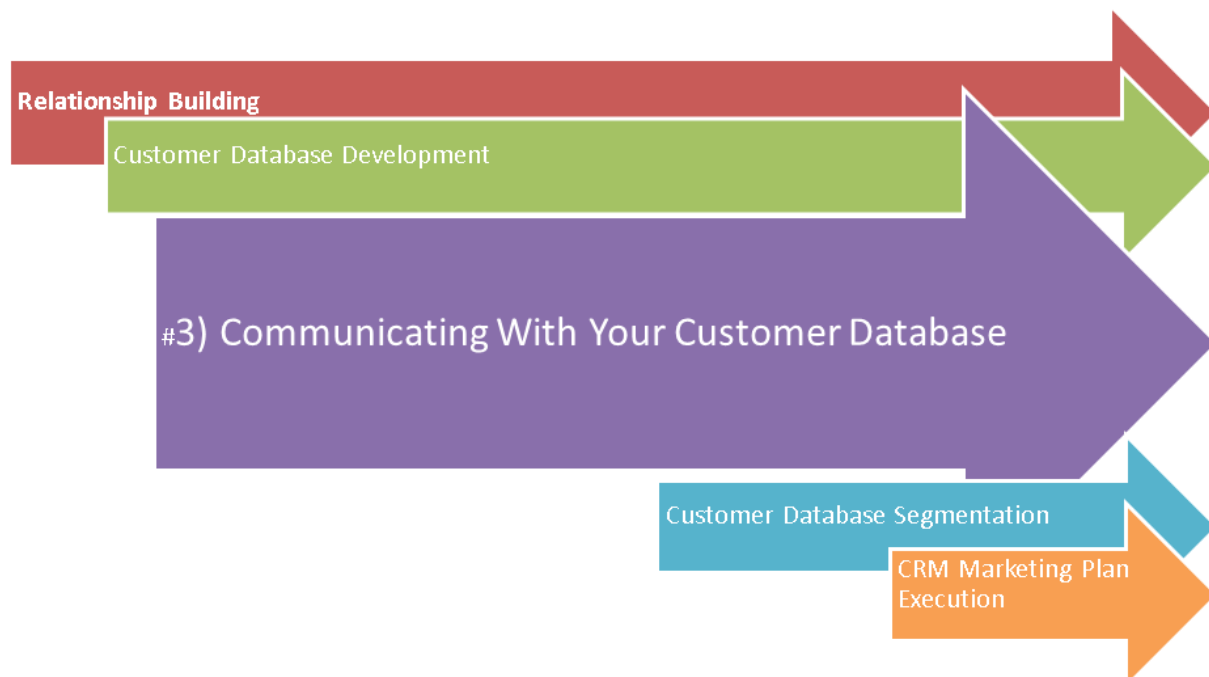 Relationship Building
Customer Database Development
#3) Communicating With Your Customer Database
Customer Database Segmentation
CRM Marketing Plan
Execution